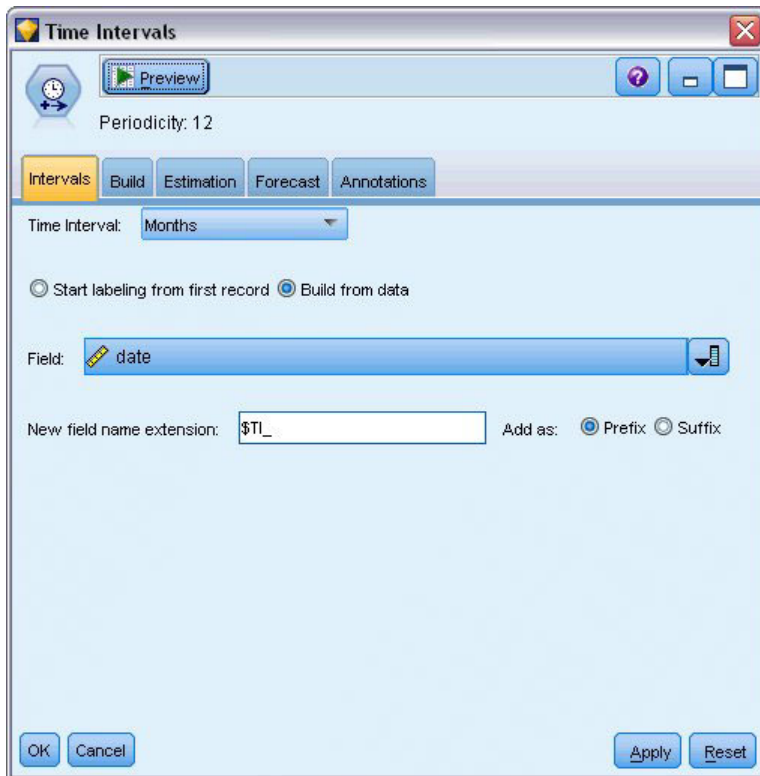 Time Intervals
Preview
Periodicity: 12
Intervals Build Estimation Forecast Annotations
Time Interval: Months
Start labeling from first record Build from data
Field: date
New field name extension: $TI_ Add as: Prefix Suffix
OK Cancel Apply Reset